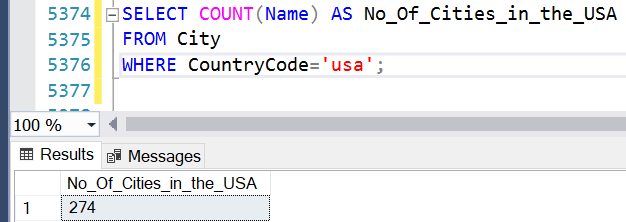 5374 SELECT COUNT(Name) AS No_Of_Cities_in_the_USA
5375 FROM City
5376 WHERE CountryCode='usa';
5377
100 %
Results Messages
No_Of_Cities_in_the_USA
1 274